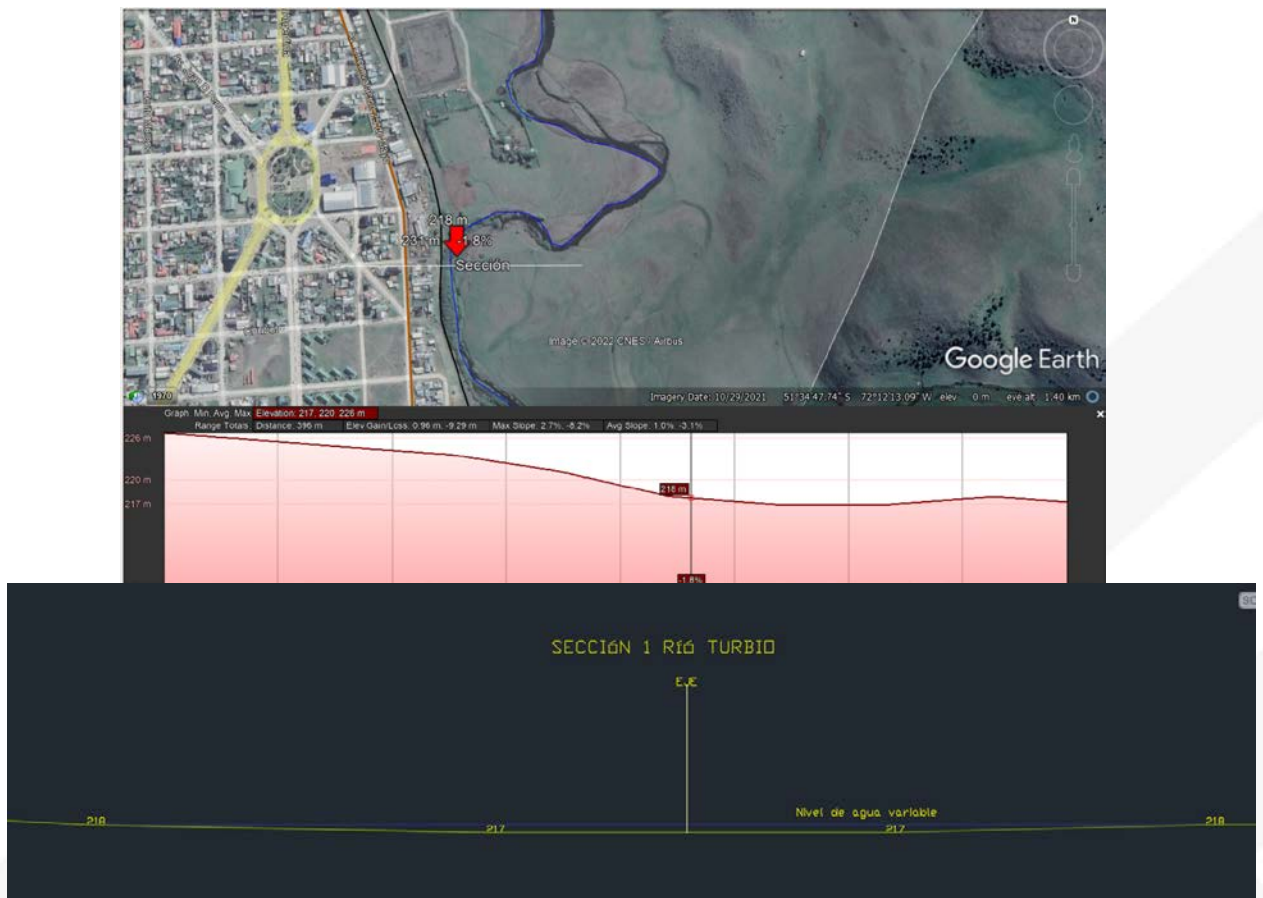 N
218 m
231 m -1.8%
Sección
Image © 2022 CNES / Airbus
Google Earth
1970
Imagery Date: 10/29/2021 51°34'47.74" S 72°12'13.09" W elev 0 m eye alt 1.40 km
Graph: Min, Avg, Max Elevation: 217, 220, 226 m
Range Totals: Distance: 396 m Elev Gain/Loss: 0.96 m, -9.29 m Max Slope: 2.7%, -8.2% Avg Slope: 1.0%, -3.1%
226 m
220 m
218 m
217 m
-1.8%
SECCIóN 1 Ríó TURBIO
EJE
Nivel de agua variable
218
217
217
218